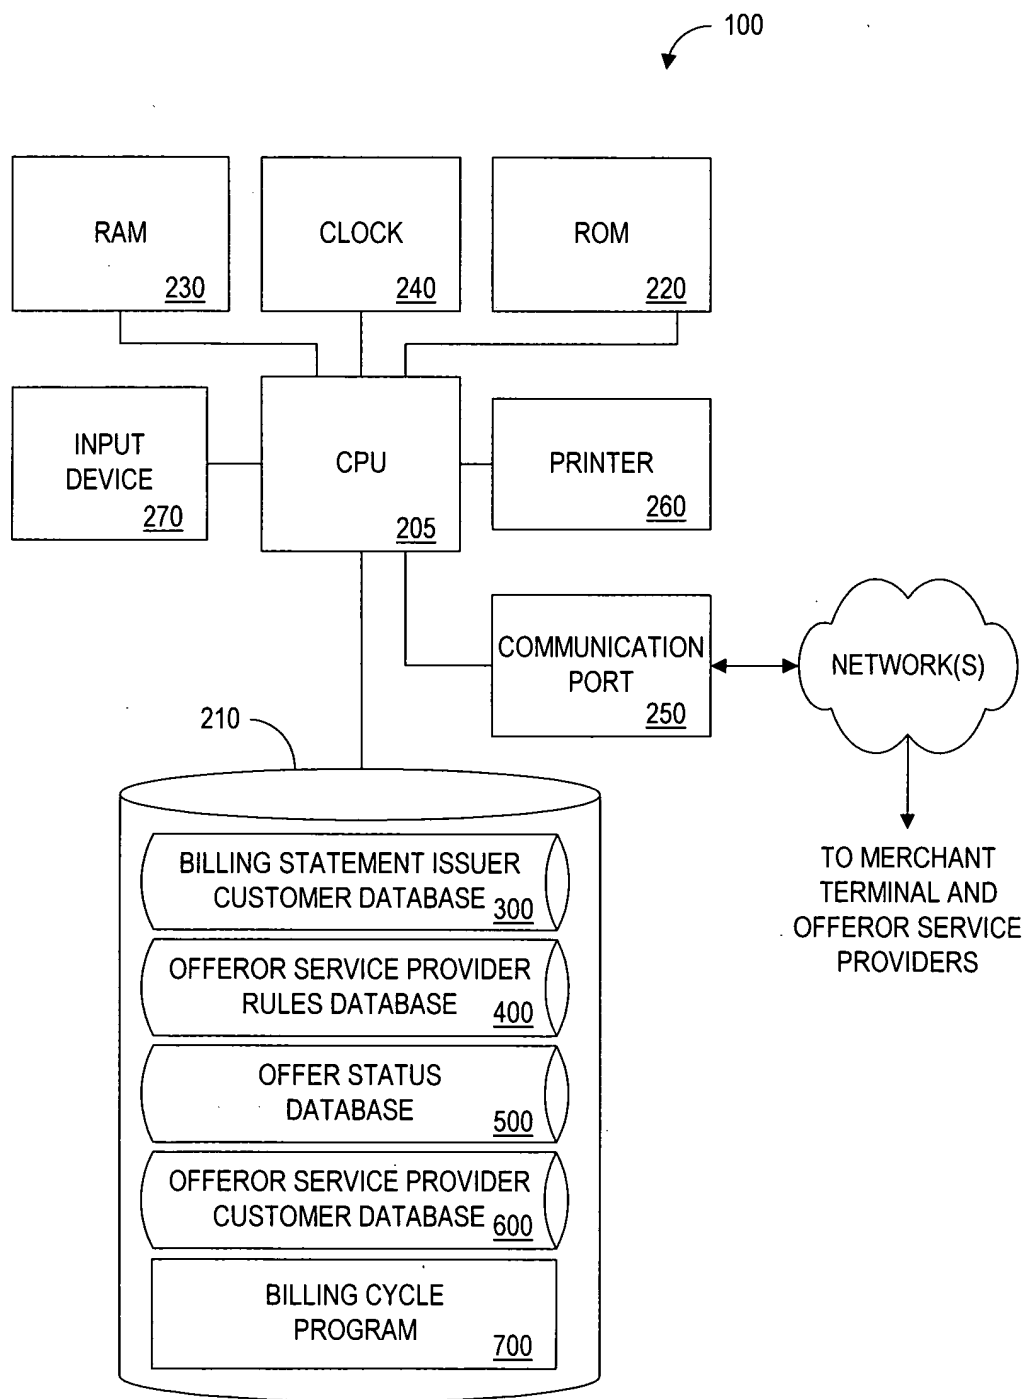 100
RAM
230
CLOCK
240
ROM
220
INPUT
DEVICE
270
CPU
205
PRINTER
260
COMMUNICATION
PORT
250
NETWORK(S)
TO MERCHANT
TERMINAL AND
OFFEROR SERVICE
PROVIDERS
210
BILLING STATEMENT ISSUER
CUSTOMER DATABASE 300
OFFEROR SERVICE PROVIDER
RULES DATABASE 400
OFFER STATUS
DATABASE 500
OFFEROR SERVICE PROVIDER
CUSTOMER DATABASE 600
BILLING CYCLE
PROGRAM 700